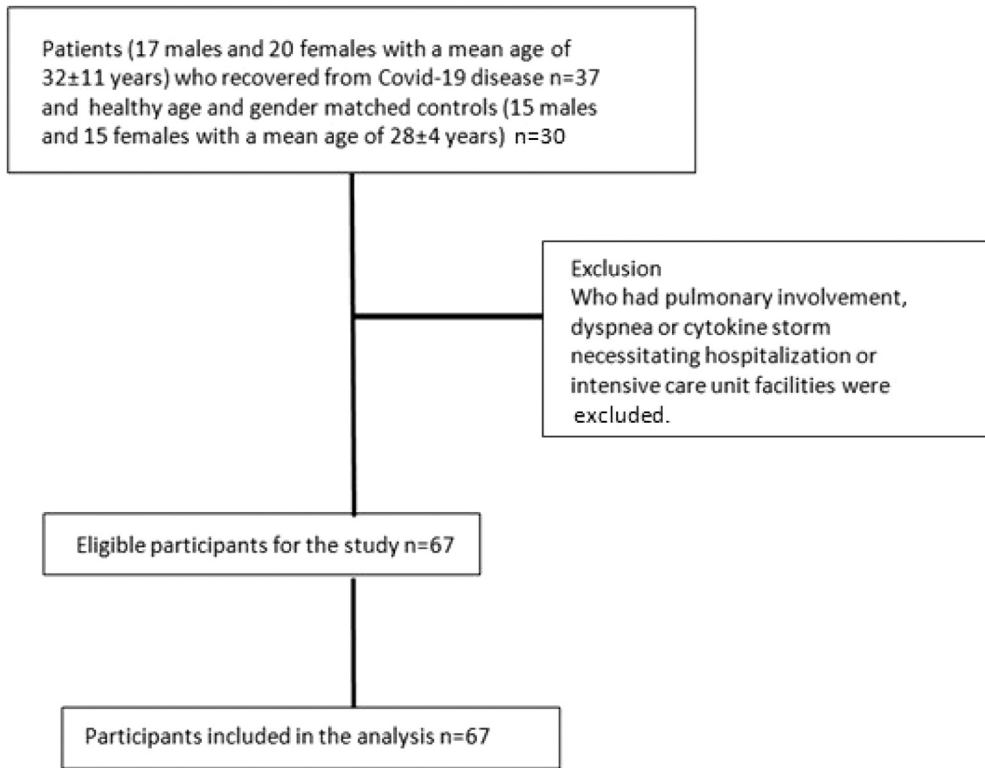 Patients (17 males and 20 females with a mean age of
32±11 years) who recovered from Covid-19 disease n=37
and healthy age and gender matched controls (15 males
and 15 females with a mean age of 28±4 years) n=30
Exclusion
Who had pulmonary involvement,
dyspnea or cytokine storm
necessitating hospitalization or
intensive care unit facilities were
excluded.
Eligible participants for the study n=67
Participants included in the analysis n=67